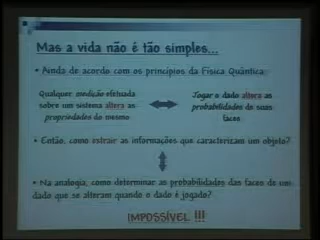 Mas a vida não é tão simples...
• Ainda de acordo com os princípios da Física Quântica:
Qualquer medição efetuada
sobre um sistema altera as
propriedades do mesmo
Jogar o dado altera as
probabilidades de suas
faces
• Então, como extrair as informações que caracterizam um objeto?
• Na analogia, como determinar as probabilidades das faces de um
dado que se alteram quando o dado é jogado?
IMPOSSÍVEL !!!